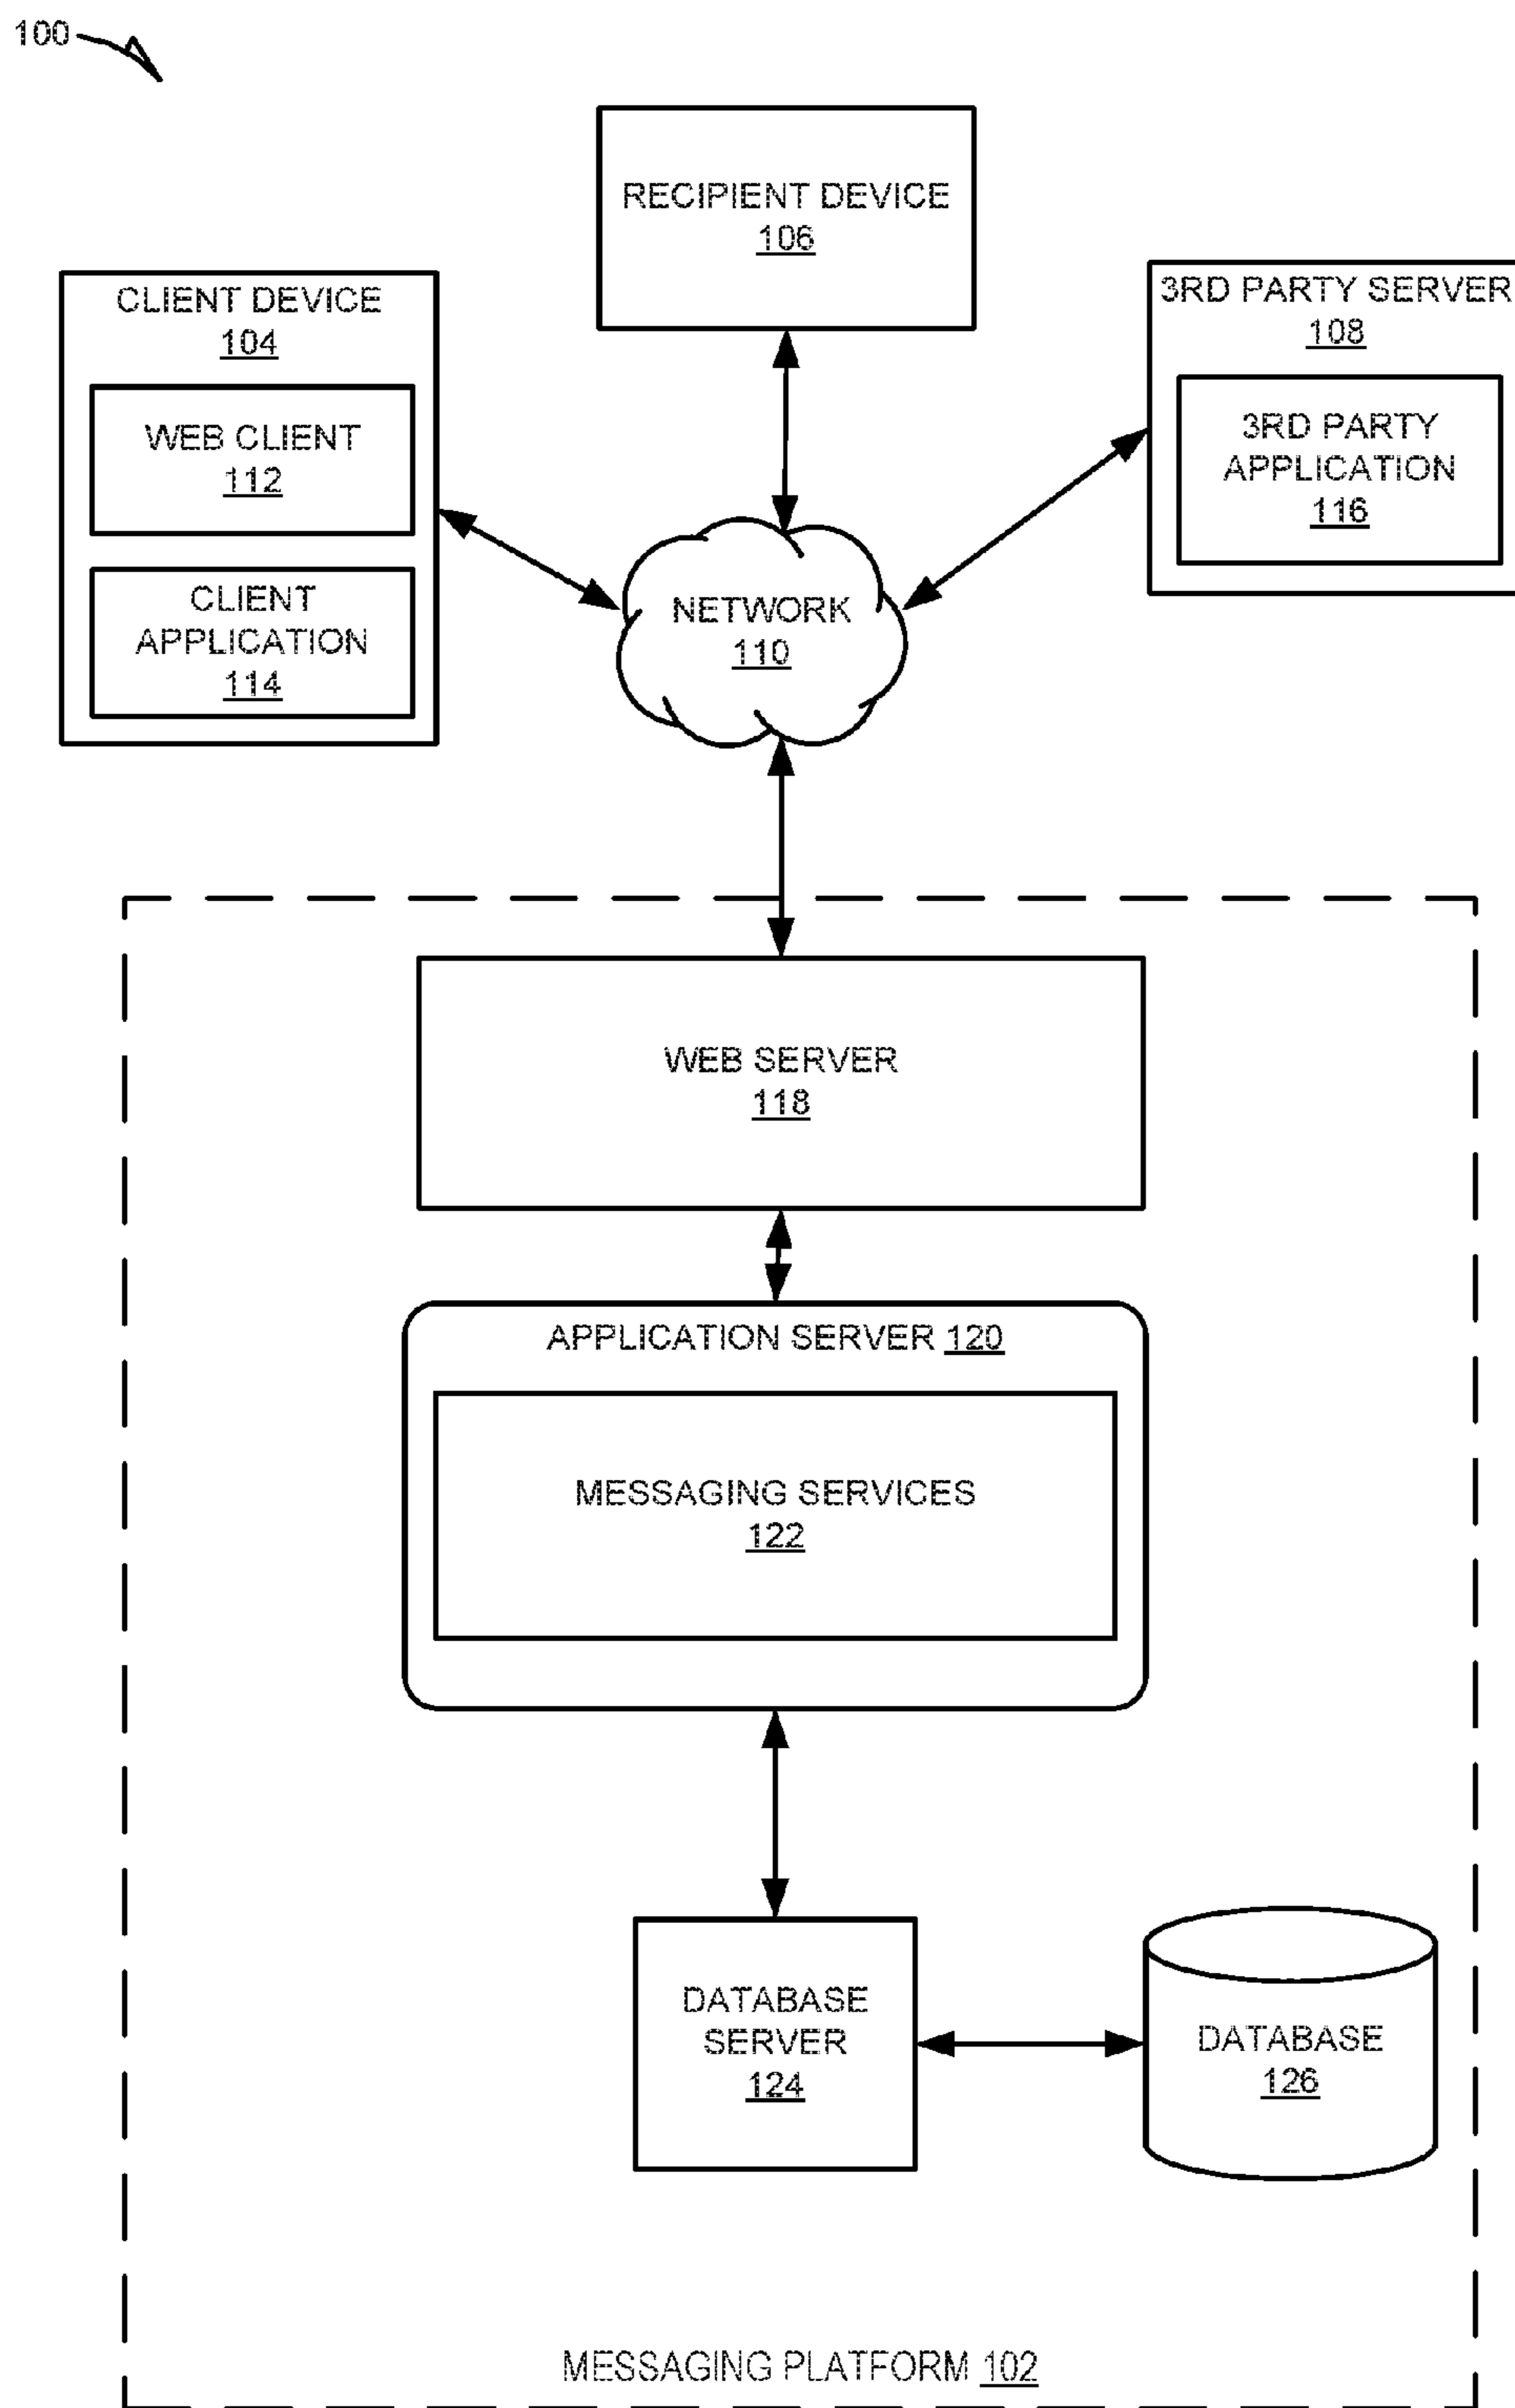 100
RECIPIENT DEVICE
106
CLIENT DEVICE
104
WEB CLIENT
112
CLIENT
APPLICATION
114
3RD PARTY SERVER
108
3RD PARTY
APPLICATION
116
NETWORK
110
WEB SERVER
118
APPLICATION SERVER 120
MESSAGING SERVICES
122
DATABASE
SERVER
124
DATABASE
126
MESSAGING PLATFORM 102